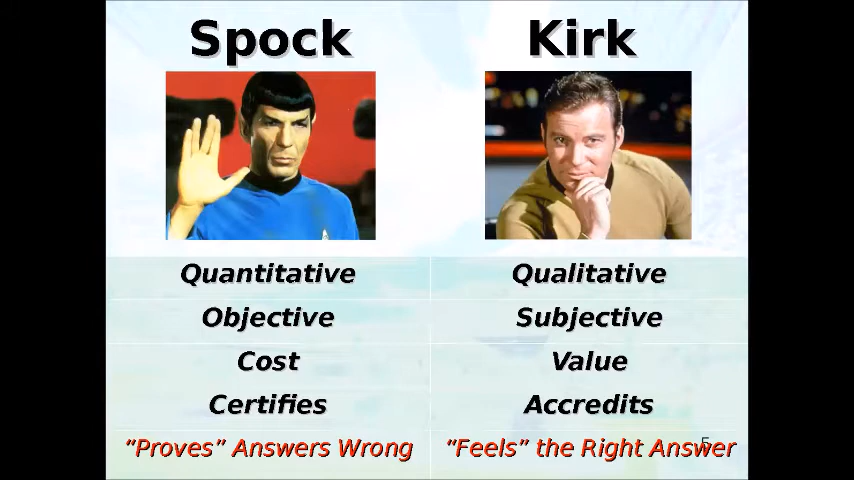 Spock Kirk
Quantitative Qualitative
Objective Subjective
Cost Value
Certifies Accredits
“Proves” Answers Wrong “Feels” the Right Answer
5